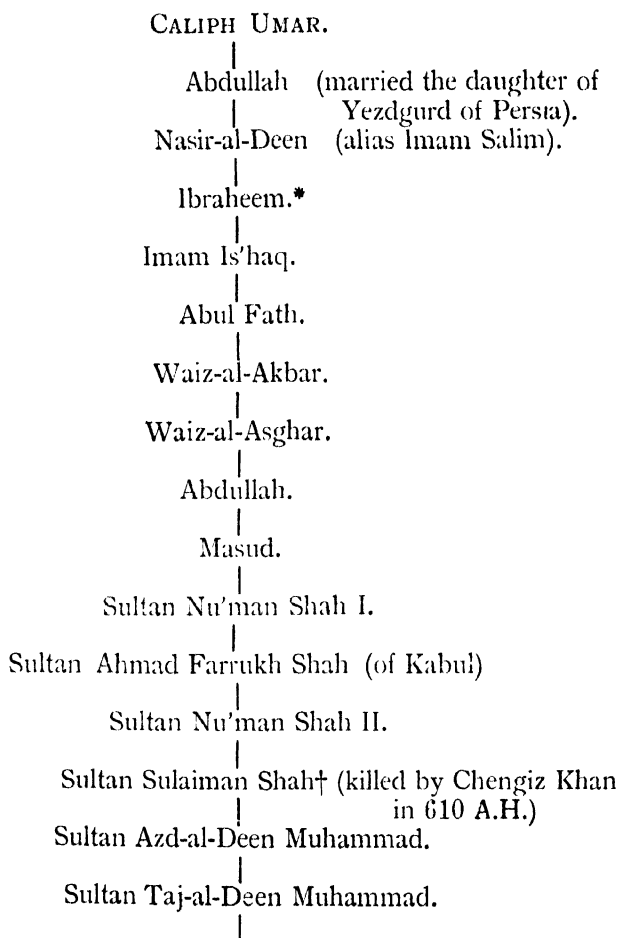 CALIPH UMAR.
Abdullah (married the daughter of
Yezdgurd of Persia).
Nasir-al-Deen (alias Imam Salim).
Ibraheem.*
Imam Is'haq.
Abul Fath.
Waiz-al-Akbar.
Waiz-al-Asghar.
Abdullah.
Masud.
Sultan Nu'man Shah I.
Sultan Ahmad Farrukh Shah (of Kabul)
Sultan Nu'man Shah II.
Sultan Sulaiman Shah† (killed by Chengiz Khan
in 610 A.H.)
Sultan Azd-al-Deen Muhammad.
Sultan Taj-al-Deen Muhammad.